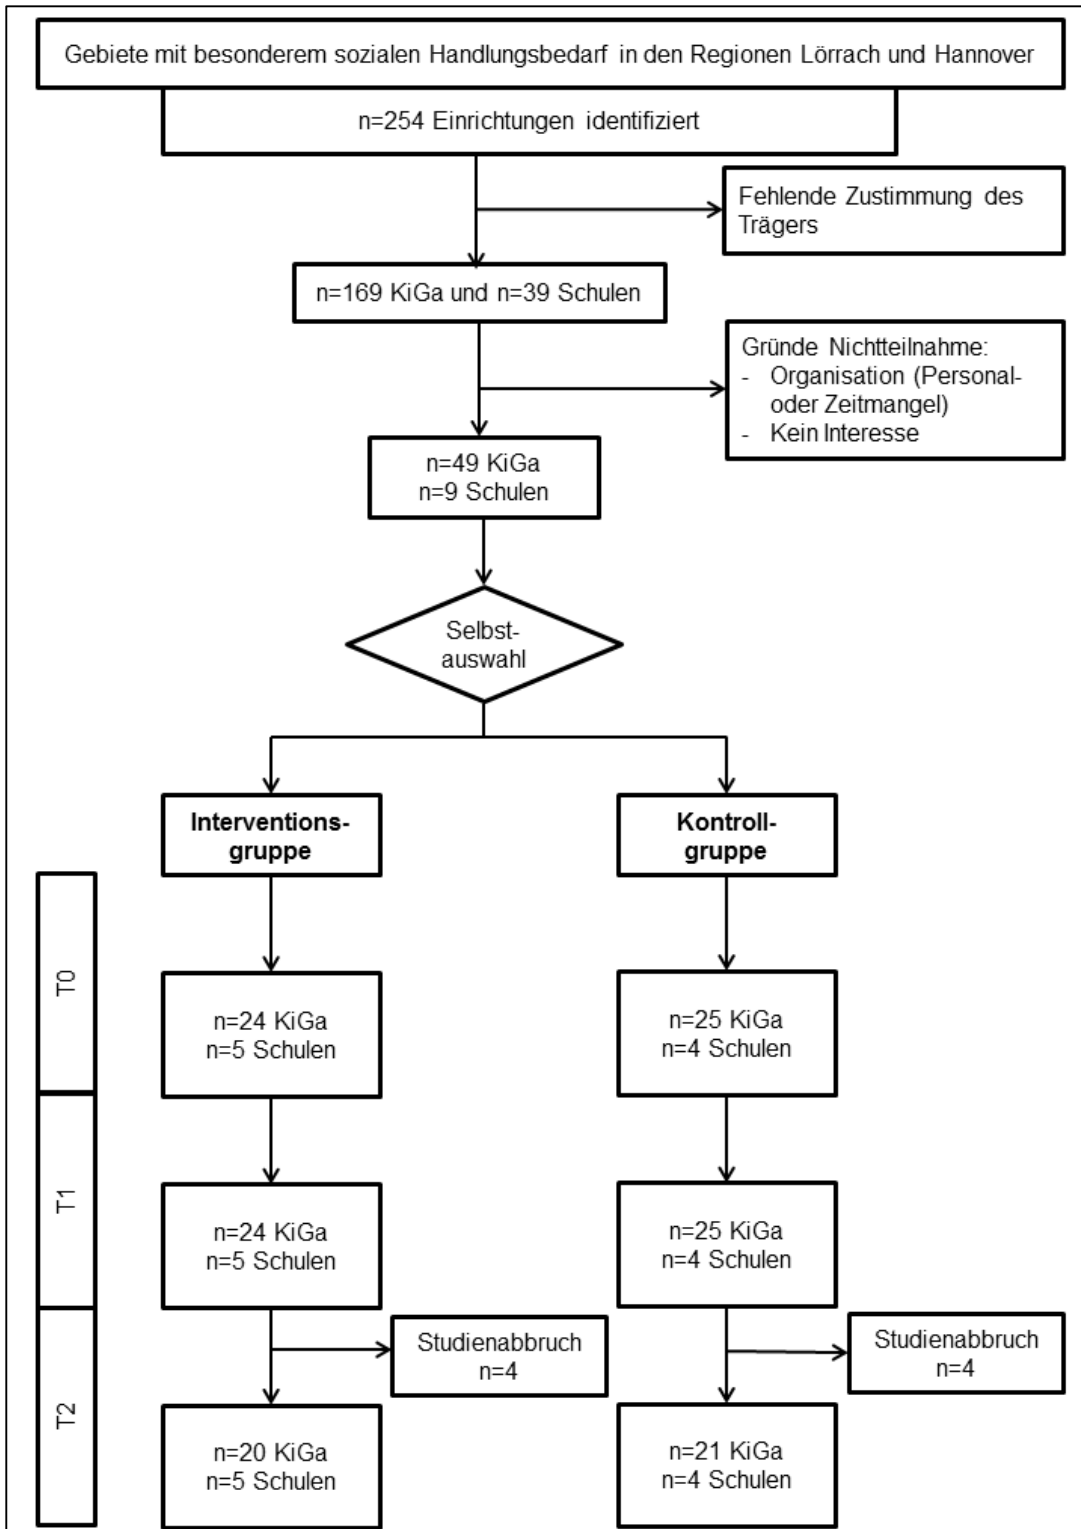 Gebiete mit besonderem sozialen Handlungsbedarf in den Regionen Lörrach und Hannover
n=254 Einrichtungen identifiziert
Fehlende Zustimmung des
Trägers
n=169 KiGa und n=39 Schulen
Gründe Nichtteilnahme:
- Organisation (Personal-
oder Zeitmangel)
- Kein Interesse
n=49 KiGa
n=9 Schulen
Selbst-
auswahl
Interventions-
gruppe
Kontroll-
gruppe
T0
n=24 KiGa
n=5 Schulen
n=25 KiGa
n=4 Schulen
T1
n=24 KiGa
n=5 Schulen
n=25 KiGa
n=4 Schulen
Studienabbruch
n=4
Studienabbruch
n=4
T2
n=20 KiGa
n=5 Schulen
n=21 KiGa
n=4 Schulen